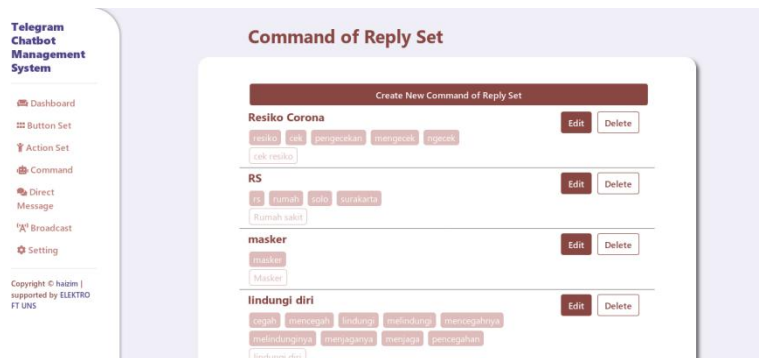 Telegram
Chatbot
Management
System
Dashboard
Button Set
Action Set
Command
Direct
Message
Broadcast
Setting
Copyright © haizim |
supported by ELEKTRO
FT UNS
Command of Reply Set
Create New Command of Reply Set
Resiko Corona
Edit Delete
resiko cek pengecekan mengecek ngecek
cek resiko
RS
Edit Delete
rs rumah solo surakarta
Rumah sakit
masker
Edit Delete
masker
Masker
lindungi diri
Edit Delete
cegah mencegah lindungi melindungi mencegahnya
melindunginya menjaganya menjaga pencegahan
lindungi diri